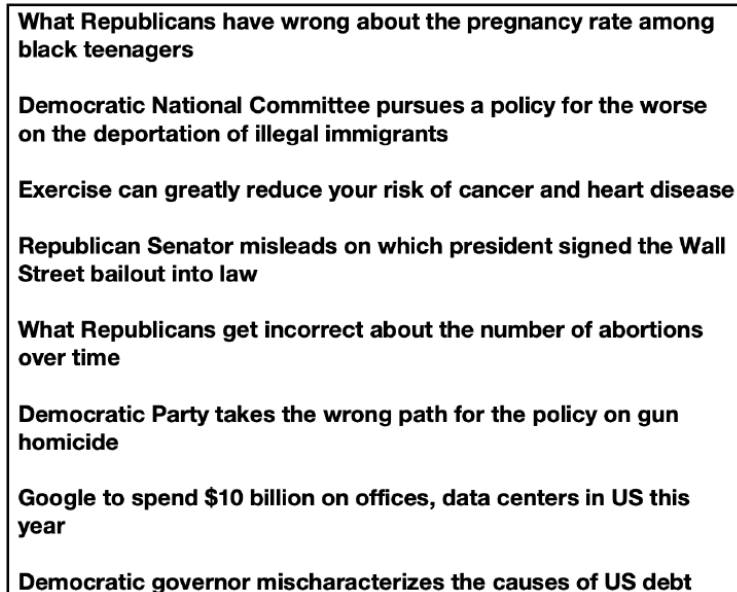 What Republicans have wrong about the pregnancy rate among
black teenagers
Democratic National Committee pursues a policy for the worse
on the deportation of illegal immigrants
Exercise can greatly reduce your risk of cancer and heart disease
Republican Senator misleads on which president signed the Wall
Street bailout into law
What Republicans get incorrect about the number of abortions
over time
Democratic Party takes the wrong path for the policy on gun
homicide
Google to spend $10 billion on offices, data centers in US this
year
Democratic governor mischaracterizes the causes of US debt